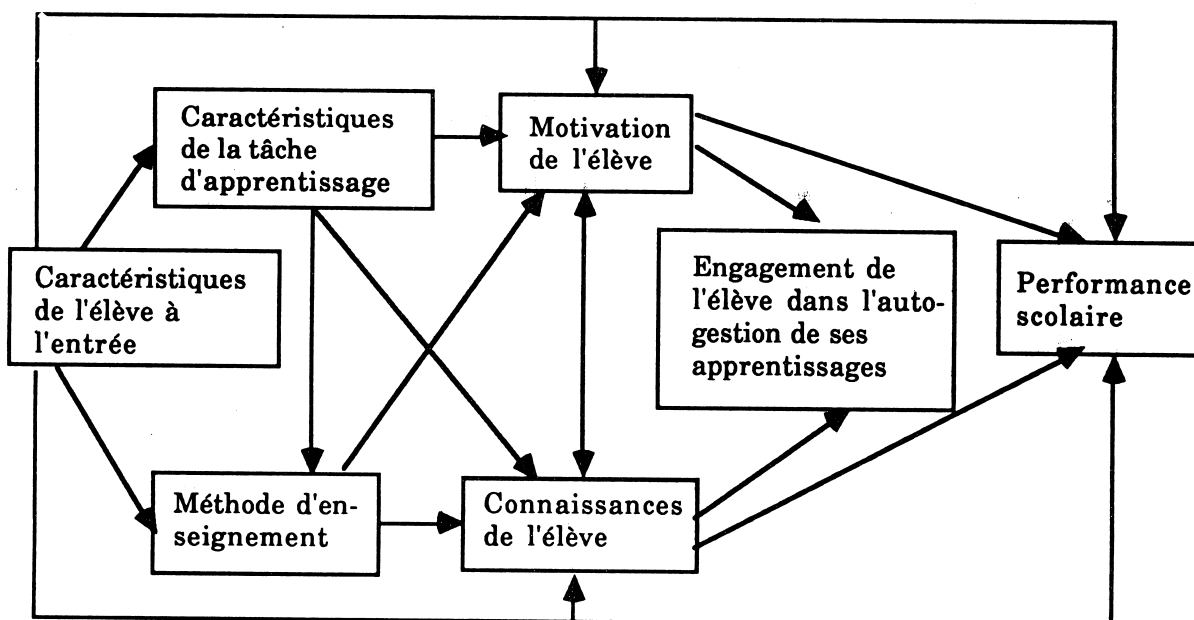 Caractéristiques
de la tâche
d'apprentissage
Motivation
de l'élève
Caractéristiques
de l'élève à
l'entrée
Engagement de
l'élève dans l'auto-
gestion de ses
apprentissages
Performance
scolaire
Méthode d'en-
seignement
Connaissances
de l'élève